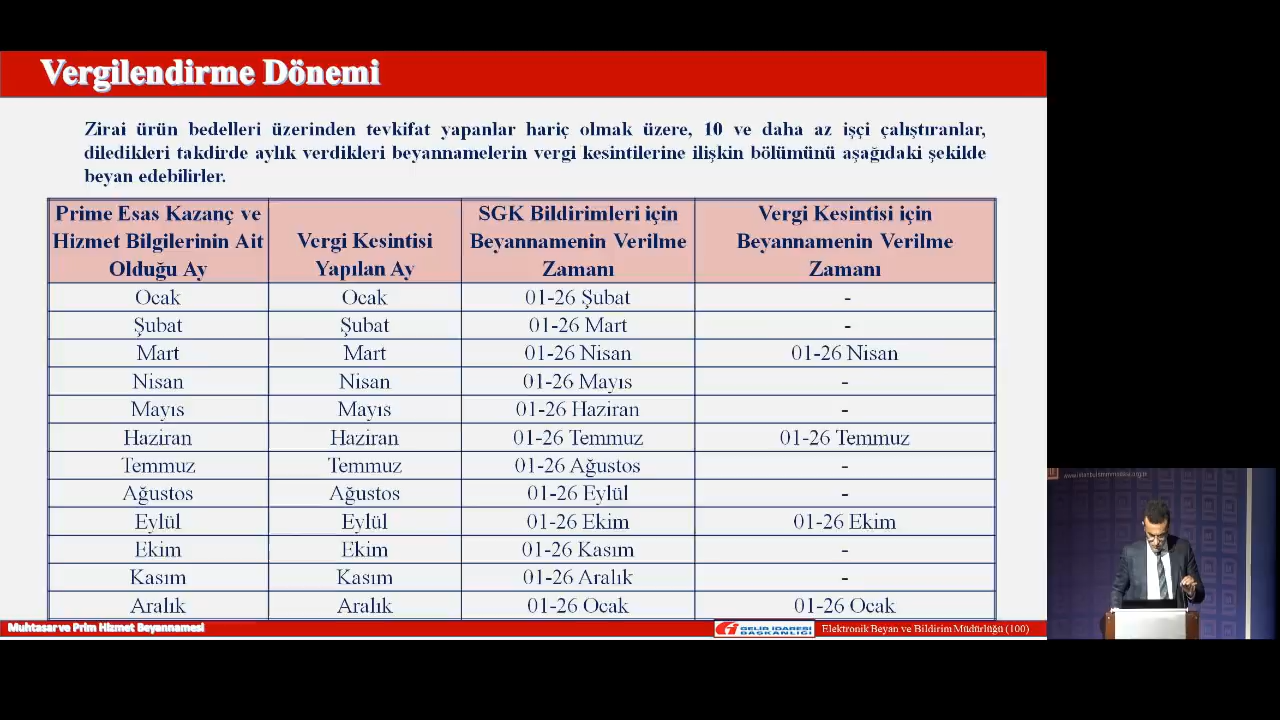 Vergilendirme Dönemi
Zirai ürün bedelleri üzerinden tevkifat yapanlar hariç olmak üzere, 10 ve daha az işçi çalıştıranlar,
diledikleri takdirde aylık verdikleri beyannamelerin vergi kesintilerine ilişkin bölümünü aşağıdaki şekilde
beyan edebilirler.
Prime Esas Kazanç ve Hizmet Bilgilerinin Ait Olduğu Ay | Vergi Kesintisi Yapılan Ay | SGK Bildirimleri için Beyannamenin Verilme Zamanı | Vergi Kesintisi için Beyannamenin Verilme Zamanı
Ocak | Ocak | 01-26 Şubat | -
Şubat | Şubat | 01-26 Mart | -
Mart | Mart | 01-26 Nisan | 01-26 Nisan
Nisan | Nisan | 01-26 Mayıs | -
Mayıs | Mayıs | 01-26 Haziran | -
Haziran | Haziran | 01-26 Temmuz | 01-26 Temmuz
Temmuz | Temmuz | 01-26 Ağustos | -
Ağustos | Ağustos | 01-26 Eylül | -
Eylül | Eylül | 01-26 Ekim | 01-26 Ekim
Ekim | Ekim | 01-26 Kasım | -
Kasım | Kasım | 01-26 Aralık | -
Aralık | Aralık | 01-26 Ocak | 01-26 Ocak
Muhtasar ve Prim Hizmet Beyannamesi
GELİR İDARESİ
BAŞKANLIĞI
Elektronik Beyan ve Bildirim Müdürlüğü (100)